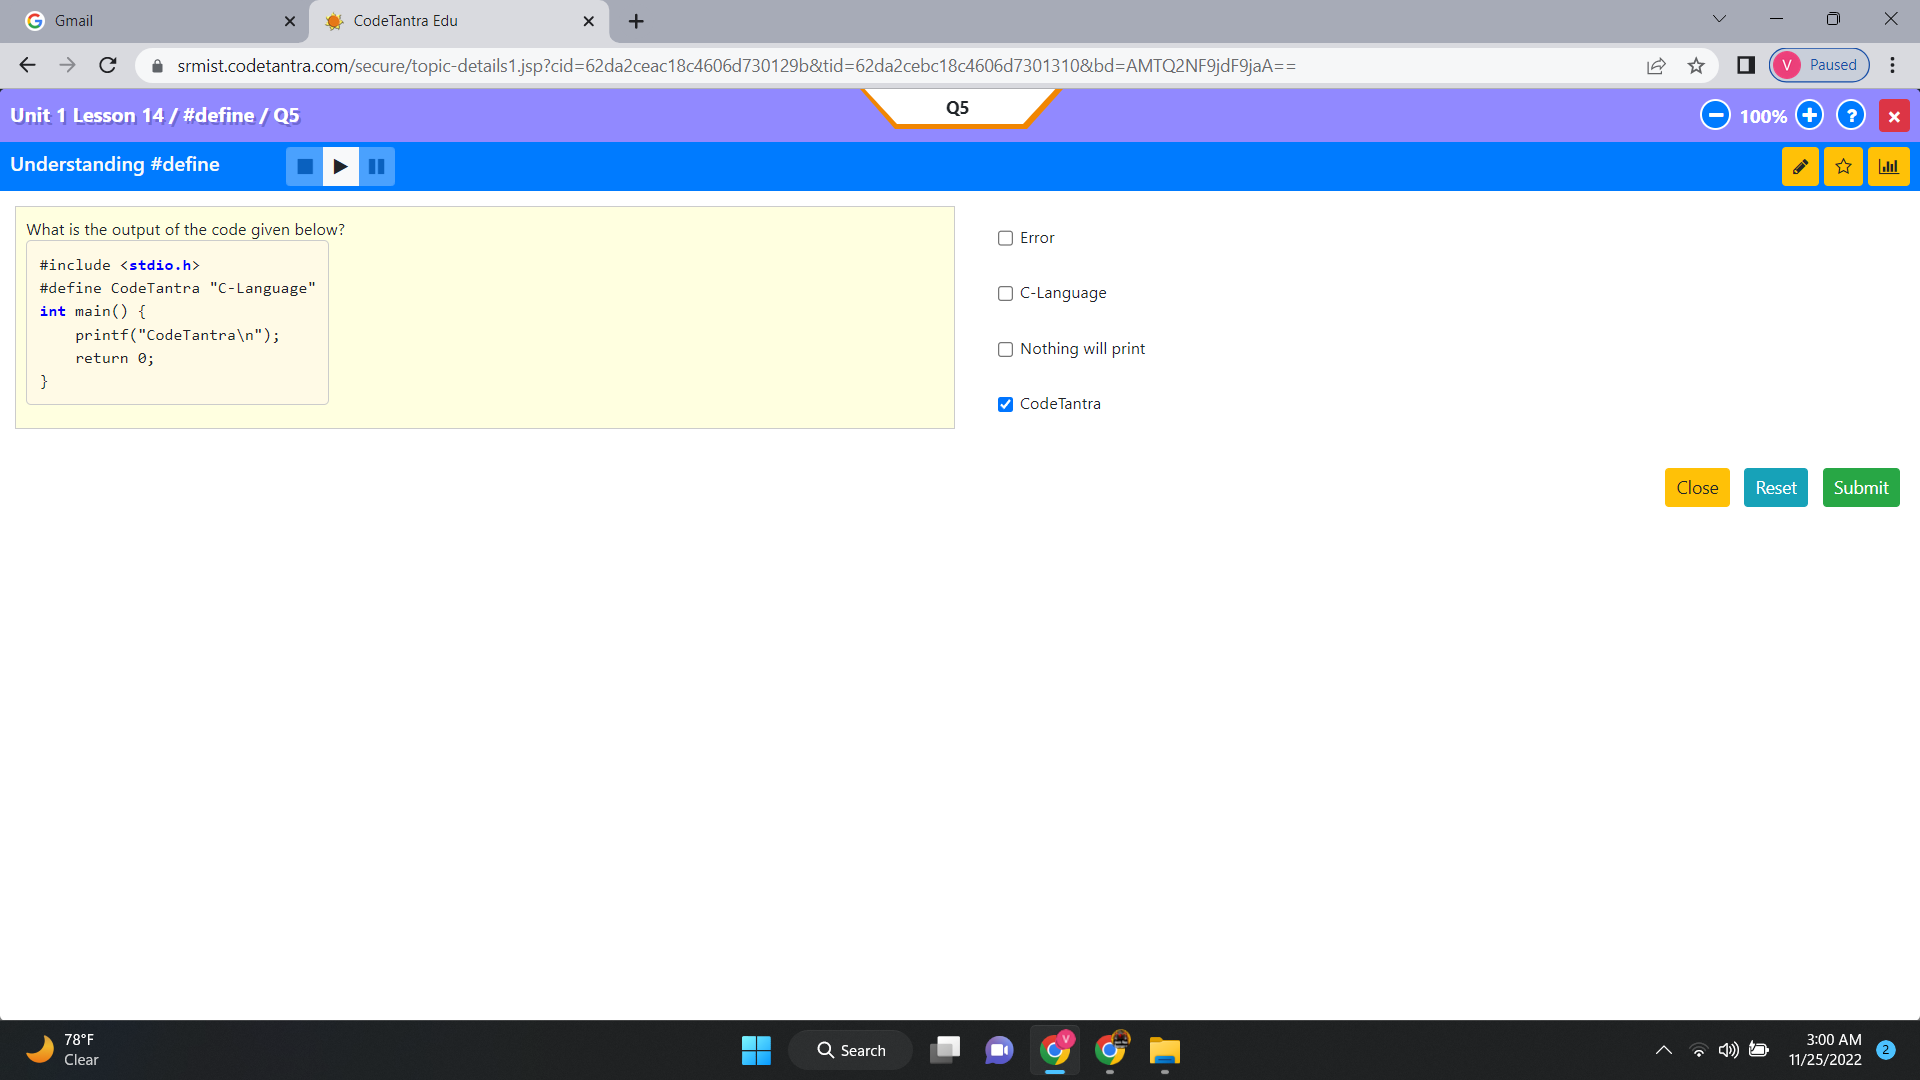 Gmail
CodeTantra Edu
srmist.codetantra.com/secure/topic-details1.jsp?cid=62da2ceac18c4606d730129b&tid=62da2cebc18c4606d7301310&bd=AMTQ2NF9jdF9jaA==
V Paused
Unit 1 Lesson 14 / #define / Q5
Q5
100%
?
Understanding #define
What is the output of the code given below?
#include <stdio.h>
#define CodeTantra "C-Language"
int main() {
printf("CodeTantra\n");
return 0;
}
Error
C-Language
Nothing will print
CodeTantra
Close
Reset
Submit
78°F
Clear
Search
V
3:00 AM
11/25/2022
2